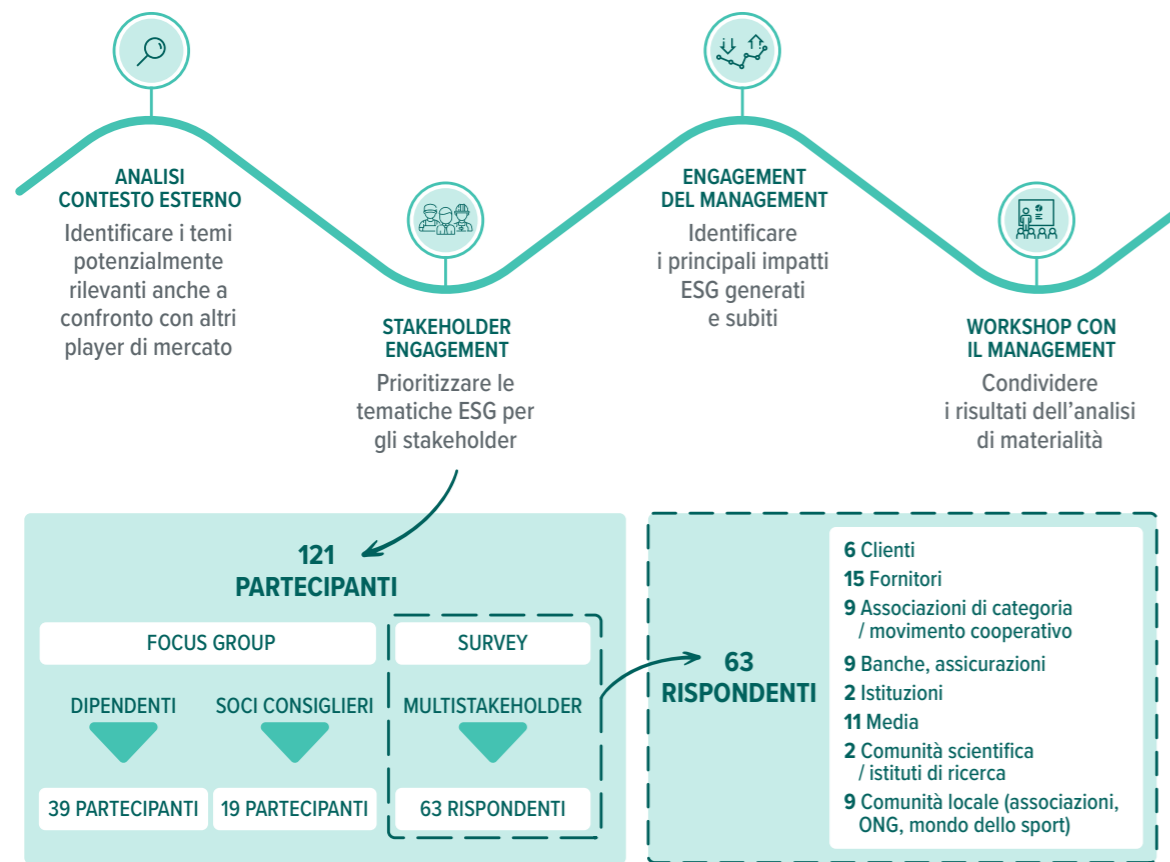 ANALISI
CONTESTO ESTERNO
Identificare i temi
potenzialmente
rilevanti anche a
confronto con altri
player di mercato
STAKEHOLDER
ENGAGEMENT
Prioritizzare le
tematiche ESG per
gli stakeholder
ENGAGEMENT
DEL MANAGEMENT
Identificare
i principali impatti
ESG generati
e subiti
WORKSHOP CON
IL MANAGEMENT
Condividere
i risultati dell’analisi
di materialità
121
PARTECIPANTI
FOCUS GROUP
SURVEY
DIPENDENTI
SOCI CONSIGLIERI
MULTISTAKEHOLDER
39 PARTECIPANTI
19 PARTECIPANTI
63 RISPONDENTI
63
RISPONDENTI
6 Clienti
15 Fornitori
9 Associazioni di categoria
/ movimento cooperativo
9 Banche, assicurazioni
2 Istituzioni
11 Media
2 Comunità scientifica
/ istituti di ricerca
9 Comunità locale (associazioni,
ONG, mondo dello sport)